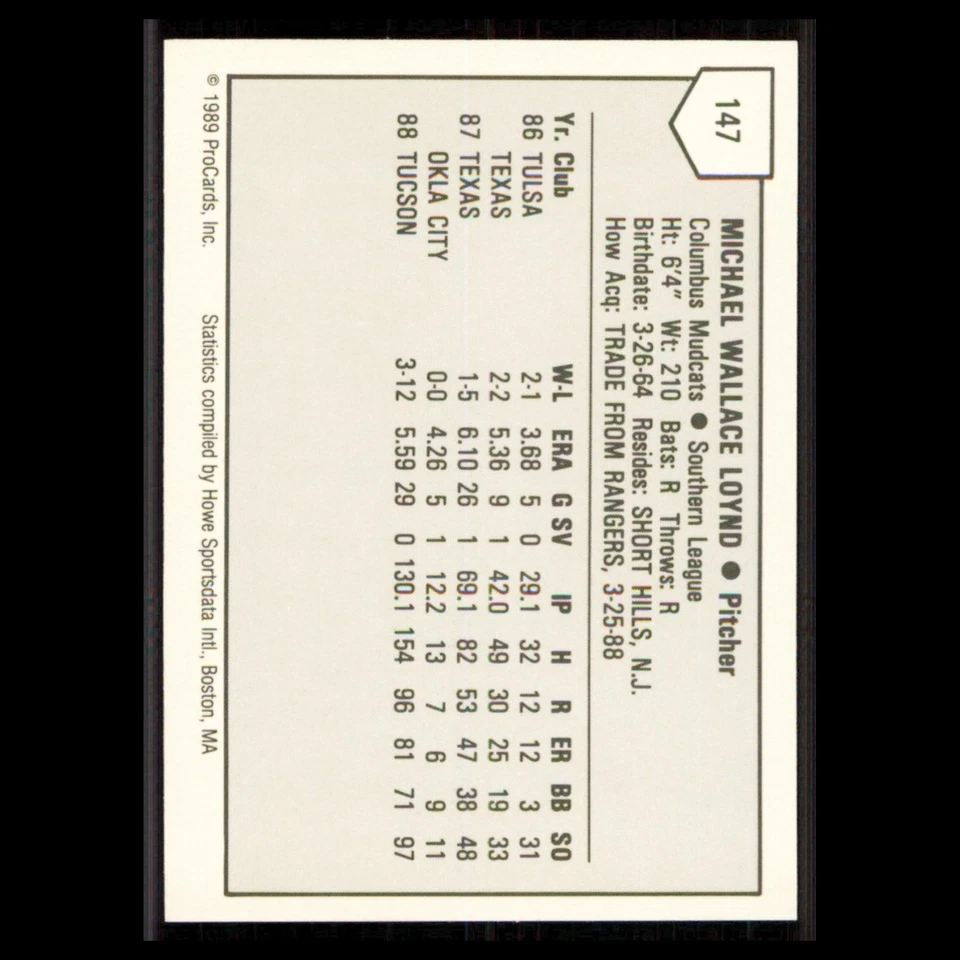 147
MICHAEL WALLACE LOYND ● Pitcher
Columbus Mudcats ● Southern League
Ht: 6'4" Wt: 210 Bats: R Throws: R
Birthdate: 3-26-64 Resides: SHORT HILLS, N.J.
How Acq: TRADE FROM RANGERS, 3-25-88
Yr. Club W-L ERA G SV IP H R ER BB SO
86 TULSA 2-1 3.68 5 0 29.1 32 12 12 3 31
TEXAS 2-2 5.36 9 1 42.0 49 30 25 19 33
87 TEXAS 1-5 6.10 26 1 69.1 82 53 47 38 48
OKLA CITY 0-0 4.26 5 1 12.2 13 7 6 9 11
88 TUCSON 3-12 5.59 29 0 130.1 154 96 81 71 97
© 1989 ProCards, Inc. Statistics compiled by Howe Sportsdata Intl., Boston, MA